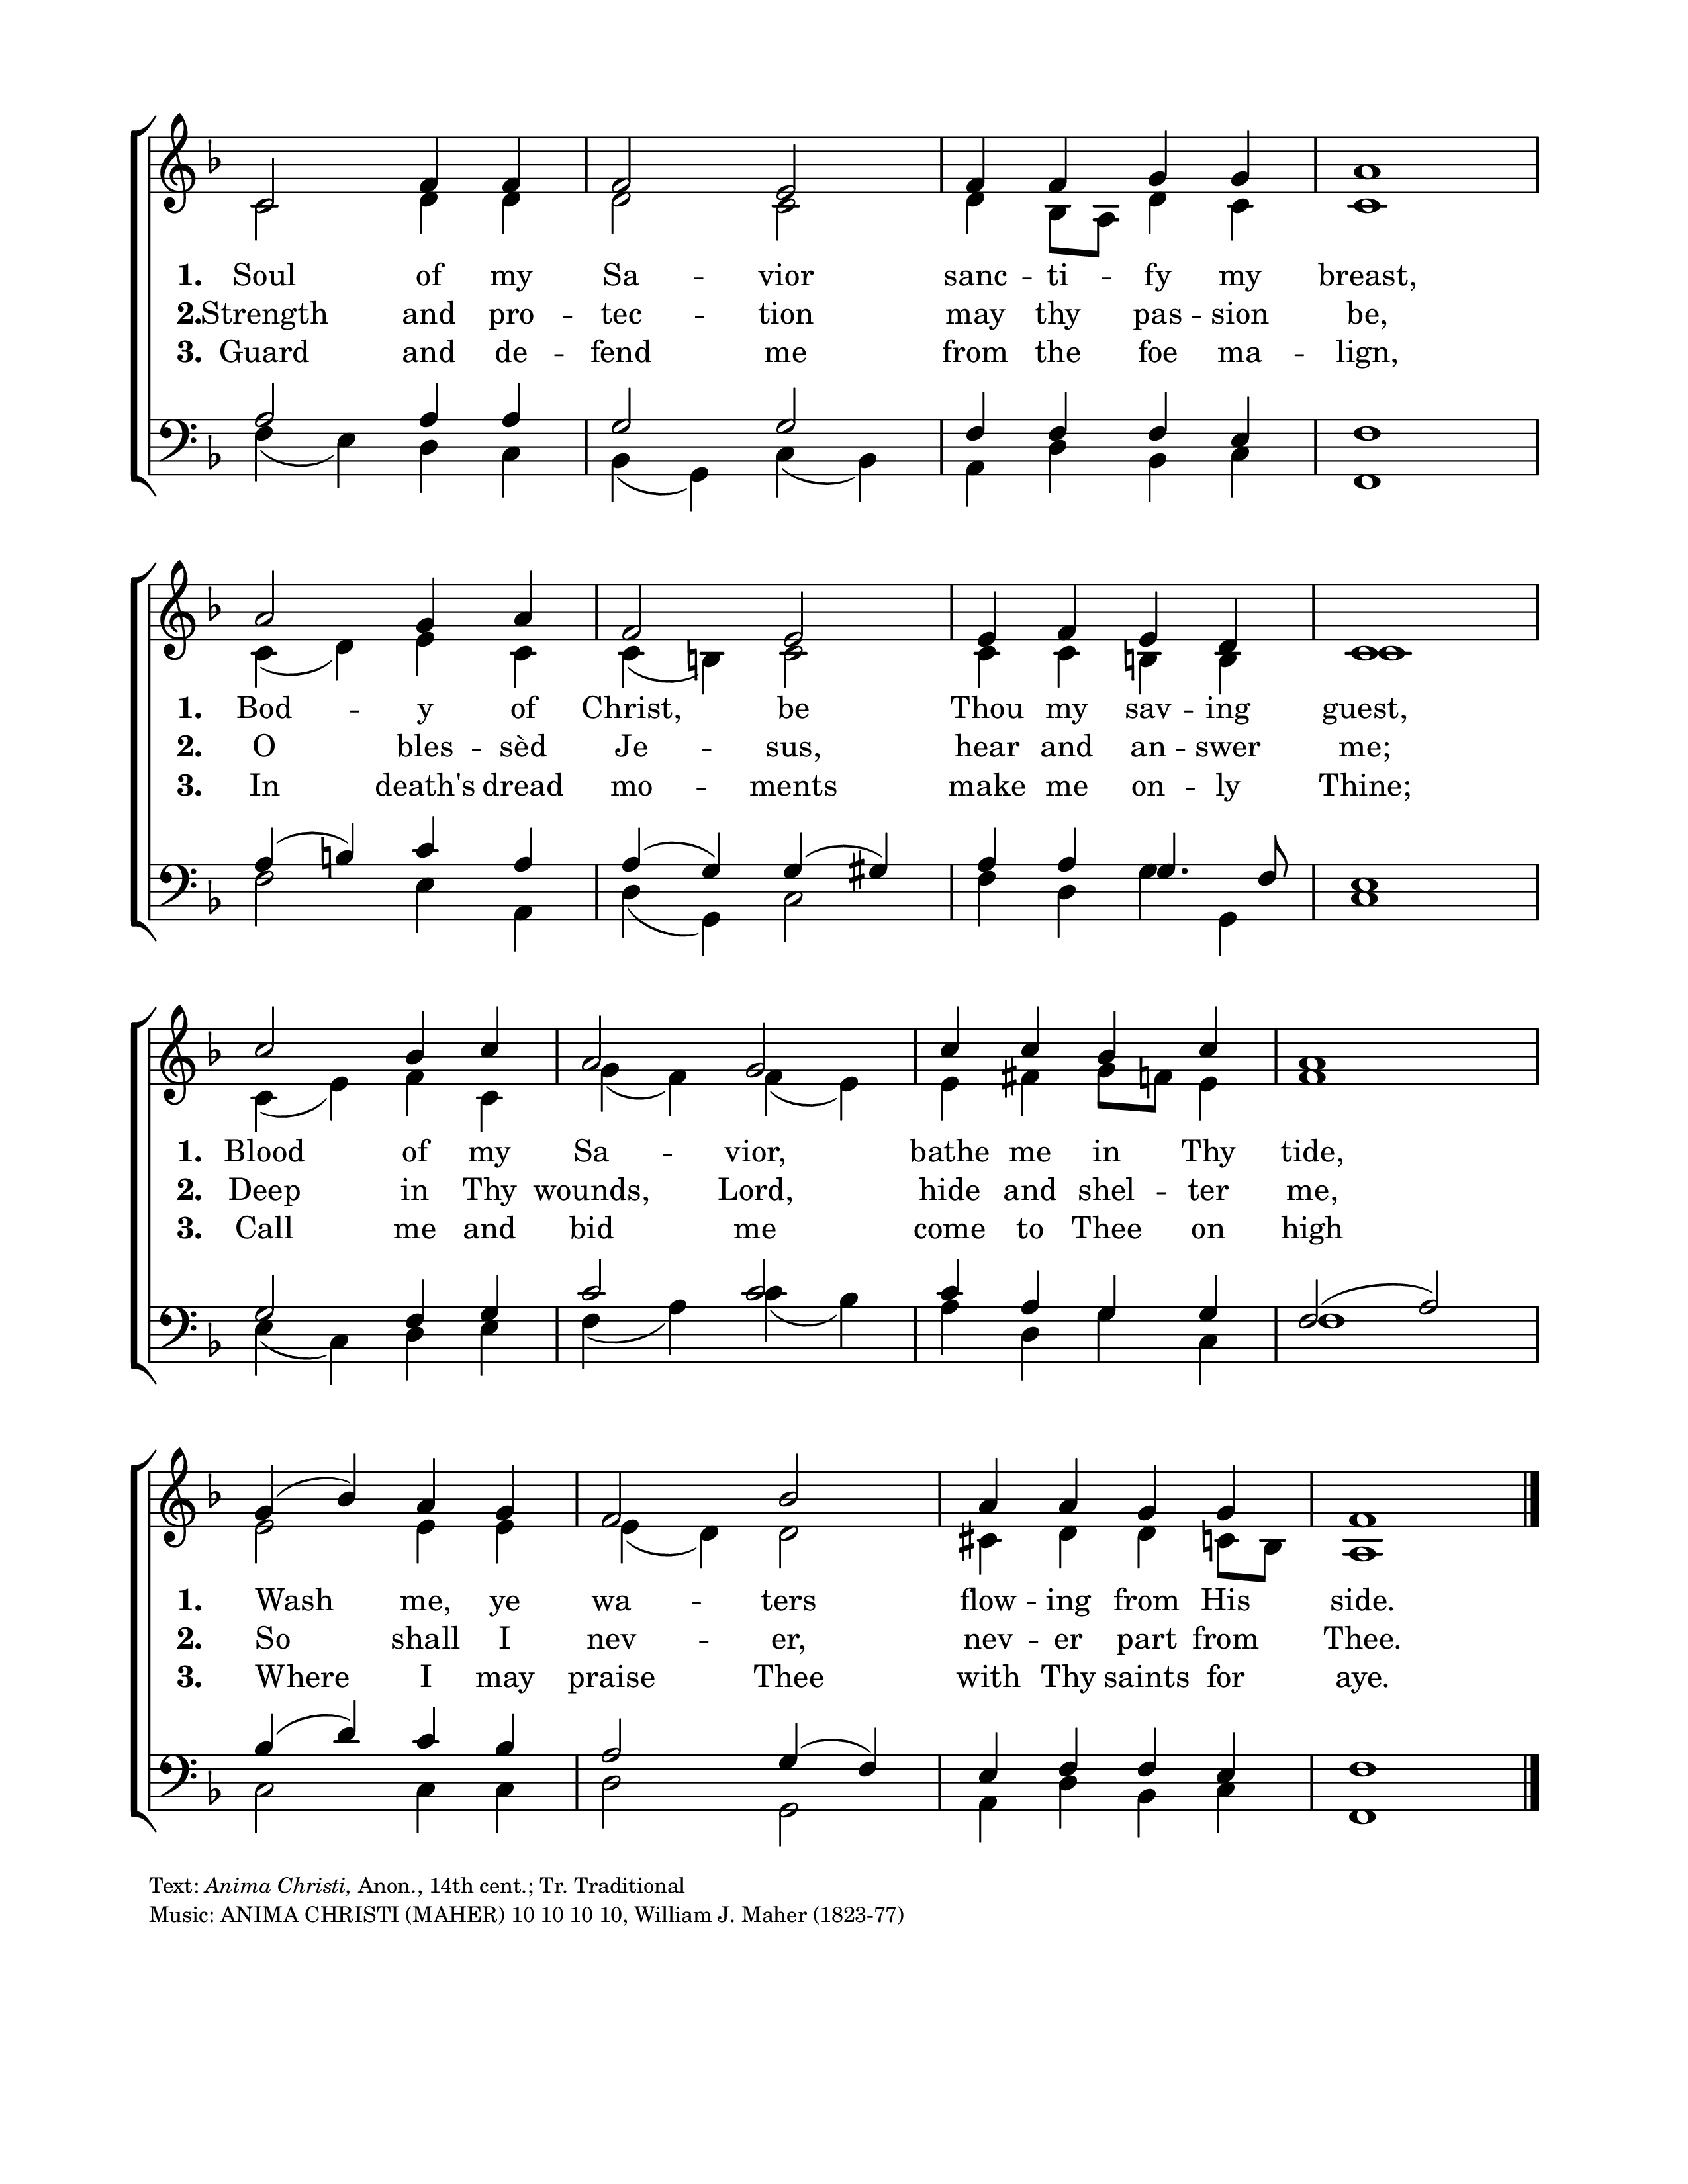 1. Soul of my Sa - vior sanc - ti - fy my breast,
2. Strength and pro - tec - tion may thy pas - sion be,
3. Guard and de - fend me from the foe ma - lign,
1. Bod - y of Christ, be Thou my sav - ing guest,
2. O bles - sèd Je - sus, hear and an - swer me;
3. In death's dread mo - ments make me on - ly Thine;
1. Blood of my Sa - vior, bathe me in Thy tide,
2. Deep in Thy wounds, Lord, hide and shel - ter me,
3. Call me and bid me come to Thee on high
1. Wash me, ye wa - ters flow - ing from His side.
2. So shall I nev - er, nev - er part from Thee.
3. Where I may praise Thee with Thy saints for aye.
Text: Anima Christi, Anon., 14th cent.; Tr. Traditional
Music: ANIMA CHRISTI (MAHER) 10 10 10 10, William J. Maher (1823-77)